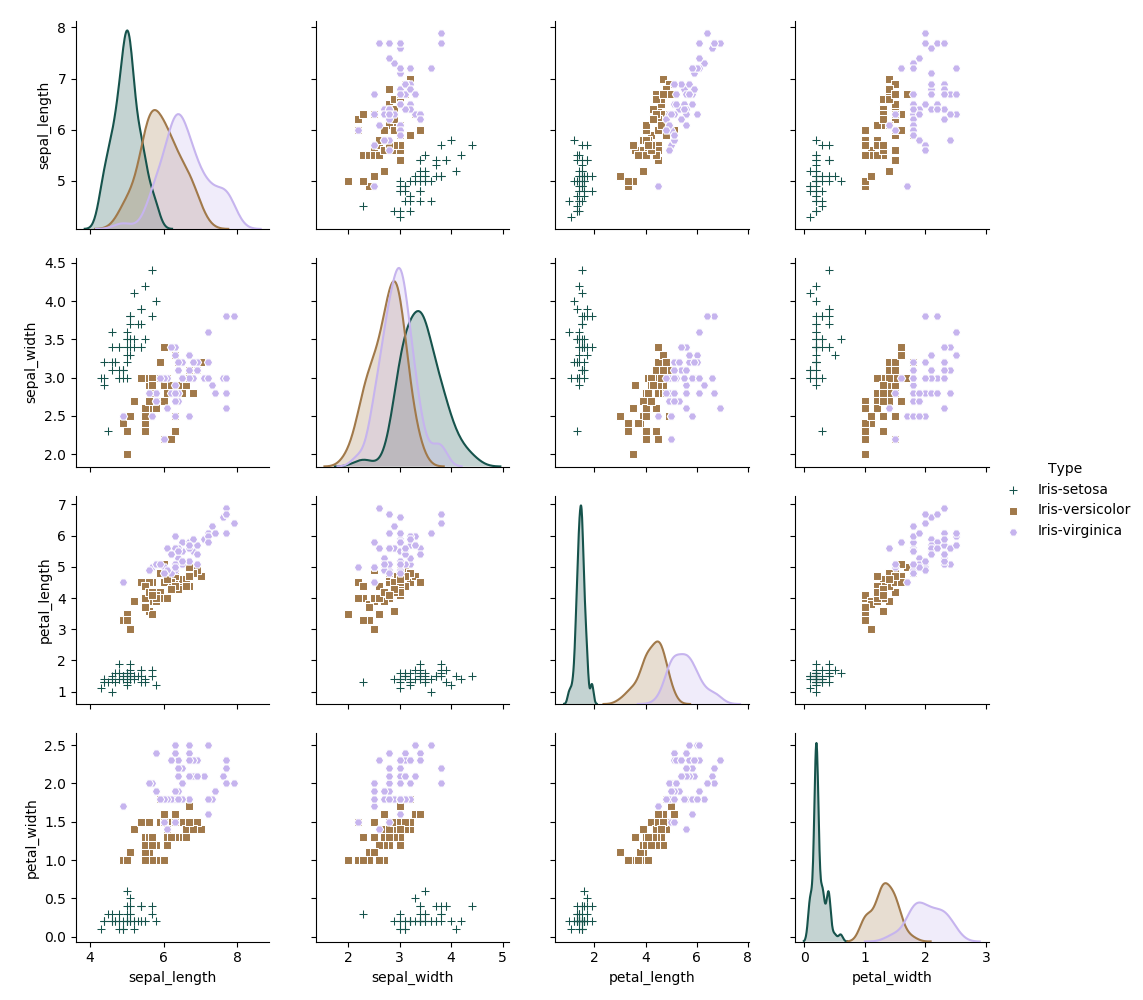 8
7
6
5
sepal_length
4.5
4.0
3.5
3.0
2.5
2.0
sepal_width
Type
Iris-setosa
Iris-versicolor
Iris-virginica
7
6
5
4
3
2
1
petal_length
2.5
2.0
1.5
1.0
0.5
0.0
petal_width
4 6 8
2 3 4 5
2 4 6 8
0 1 2 3
sepal_length
sepal_width
petal_length
petal_width